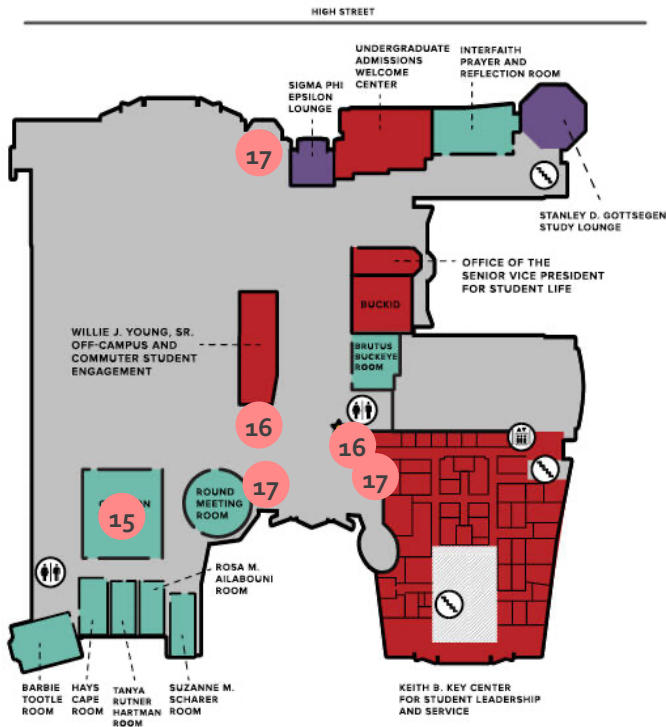 HIGH STREET
UNDERGRADUATE
ADMISSIONS
WELCOME
CENTER
INTERFAITH
PRAYER AND
REFLECTION ROOM
SIGMA PHI
EPSILON
LOUNGE
17
STANLEY D. GOTTSEGEN
STUDY LOUNGE
OFFICE OF THE
SENIOR VICE PRESIDENT
FOR STUDENT LIFE
BUCKID
WILLIE J. YOUNG, SR.
OFF-CAMPUS AND
COMMUTER STUDENT
ENGAGEMENT
BRUTUS
BUCKEYE
ROOM
16
16
17
17
15
ROUND
MEETING
ROOM
ROSA M.
AILABOUNI
ROOM
BARBIE
TOOTLE
ROOM
HAYS
CAPE
ROOM
TANYA
RUTNER
HARTMAN
ROOM
SUZANNE M.
SCHARER
ROOM
KEITH B. KEY CENTER
FOR STUDENT LEADERSHIP
AND SERVICE